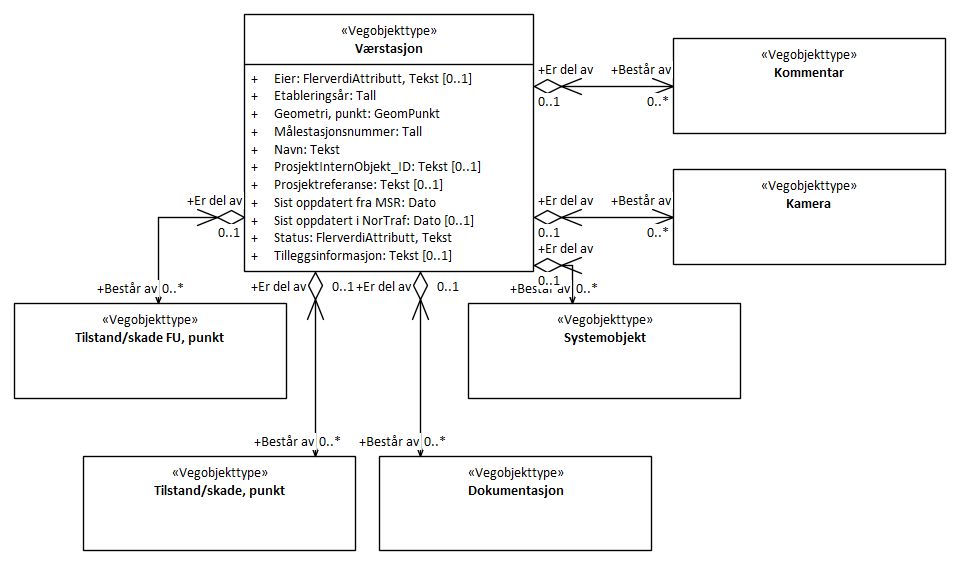 «Vegobjekttype»
Værstasjon
+ Eier: FlerverdiAttributt, Tekst [0..1]
+ Etableringsår: Tall
+ Geometri, punkt: GeomPunkt
+ Målestasjonsnummer: Tall
+ Navn: Tekst
+ ProsjektInternObjekt_ID: Tekst [0..1]
+ Prosjektreferanse: Tekst [0..1]
+ Sist oppdatert fra MSR: Dato
+ Sist oppdatert i NorTraf: Dato [0..1]
+ Status: FlerverdiAttributt, Tekst
+ Tilleggsinformasjon: Tekst [0..1]
+Er del av
0..1
+Består av
0..*
«Vegobjekttype»
Kommentar
+Er del av
0..1
+Består av
0..*
«Vegobjekttype»
Kamera
+Er del av
0..1
+Består av 0..*
«Vegobjekttype»
Systemobjekt
+Er del av
0..1
+Består av 0..*
«Vegobjekttype»
Tilstand/skade FU, punkt
+Er del av 0..1
+Består av 0..*
«Vegobjekttype»
Tilstand/skade, punkt
+Er del av 0..1
+Består av 0..*
«Vegobjekttype»
Dokumentasjon